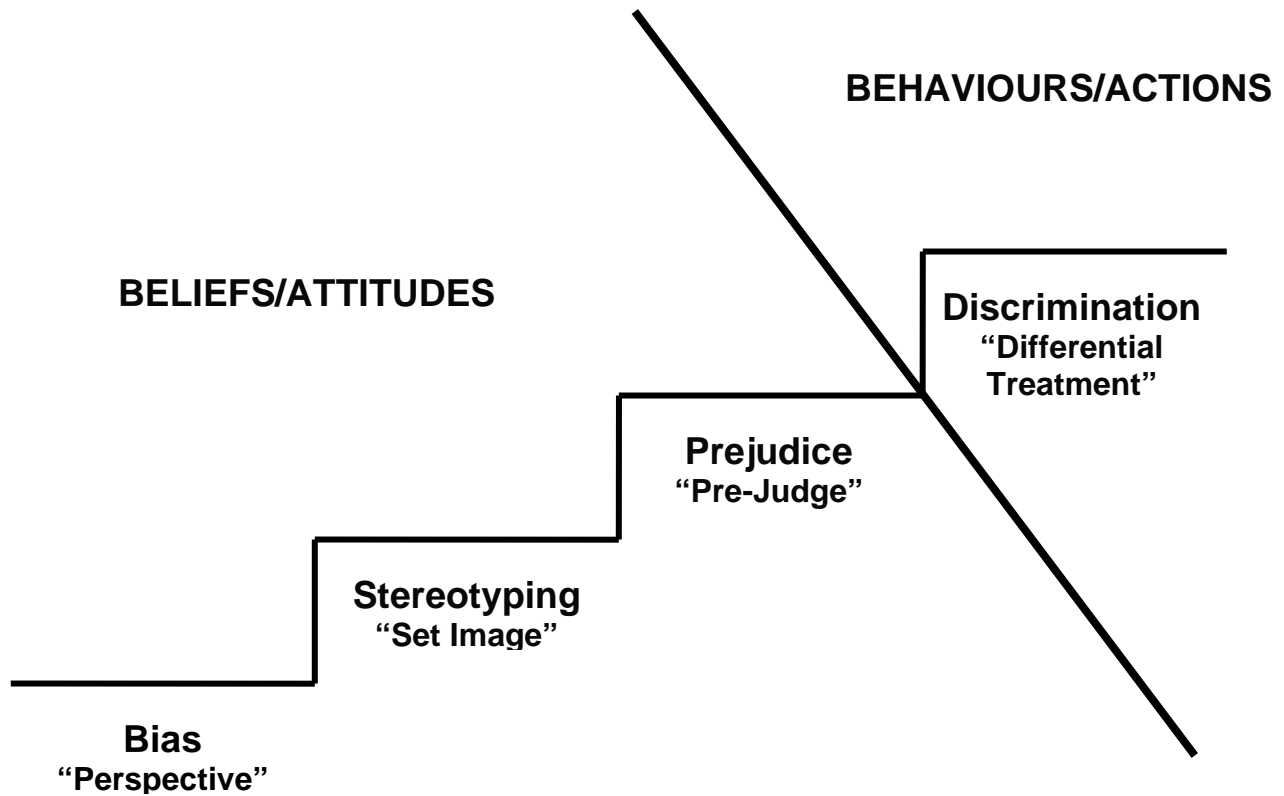 BEHAVIOURS/ACTIONS
BELIEFS/ATTITUDES
Discrimination
“Differential
Treatment”
Prejudice
“Pre-Judge”
Stereotyping
“Set Image”
Bias
“Perspective”